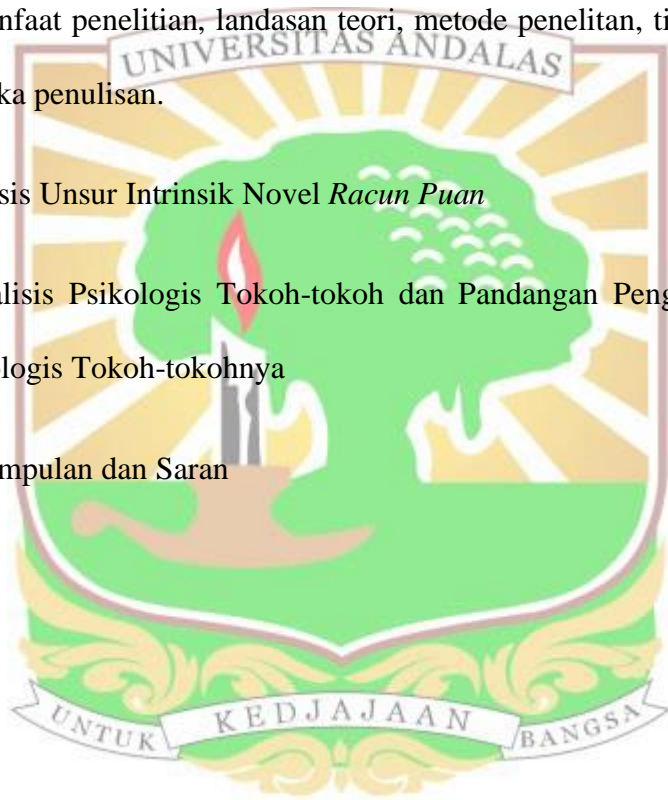 nfaat penelitian, landasan teori, metode penelitan, ti
UNIVERSITAS ANDALAS
ka penulisan.
sis Unsur Intrinsik Novel Racun Puan
alisis Psikologis Tokoh-tokoh dan Pandangan Peng
ologis Tokoh-tokohnya
mpulan dan Saran
UNTUK KEDJAJAAN BANGSA